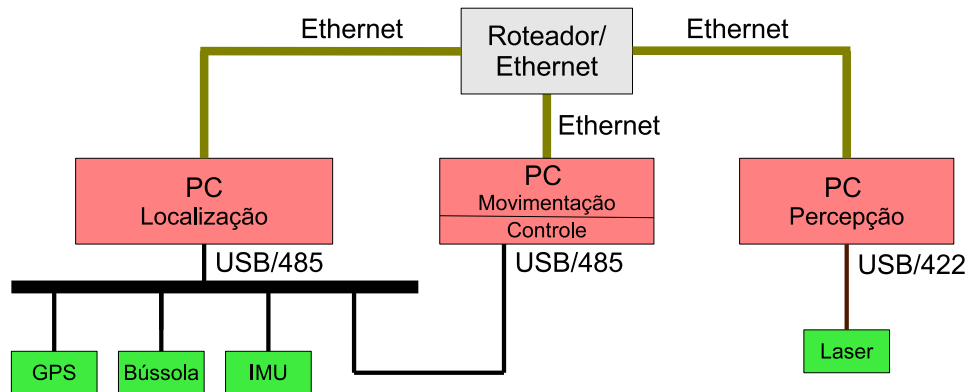 Ethernet
Roteador/
Ethernet
Ethernet
Ethernet
PC
Localização
PC
Movimentação
Controle
PC
Percepção
USB/485
USB/485
USB/422
GPS
Bússola
IMU
Laser